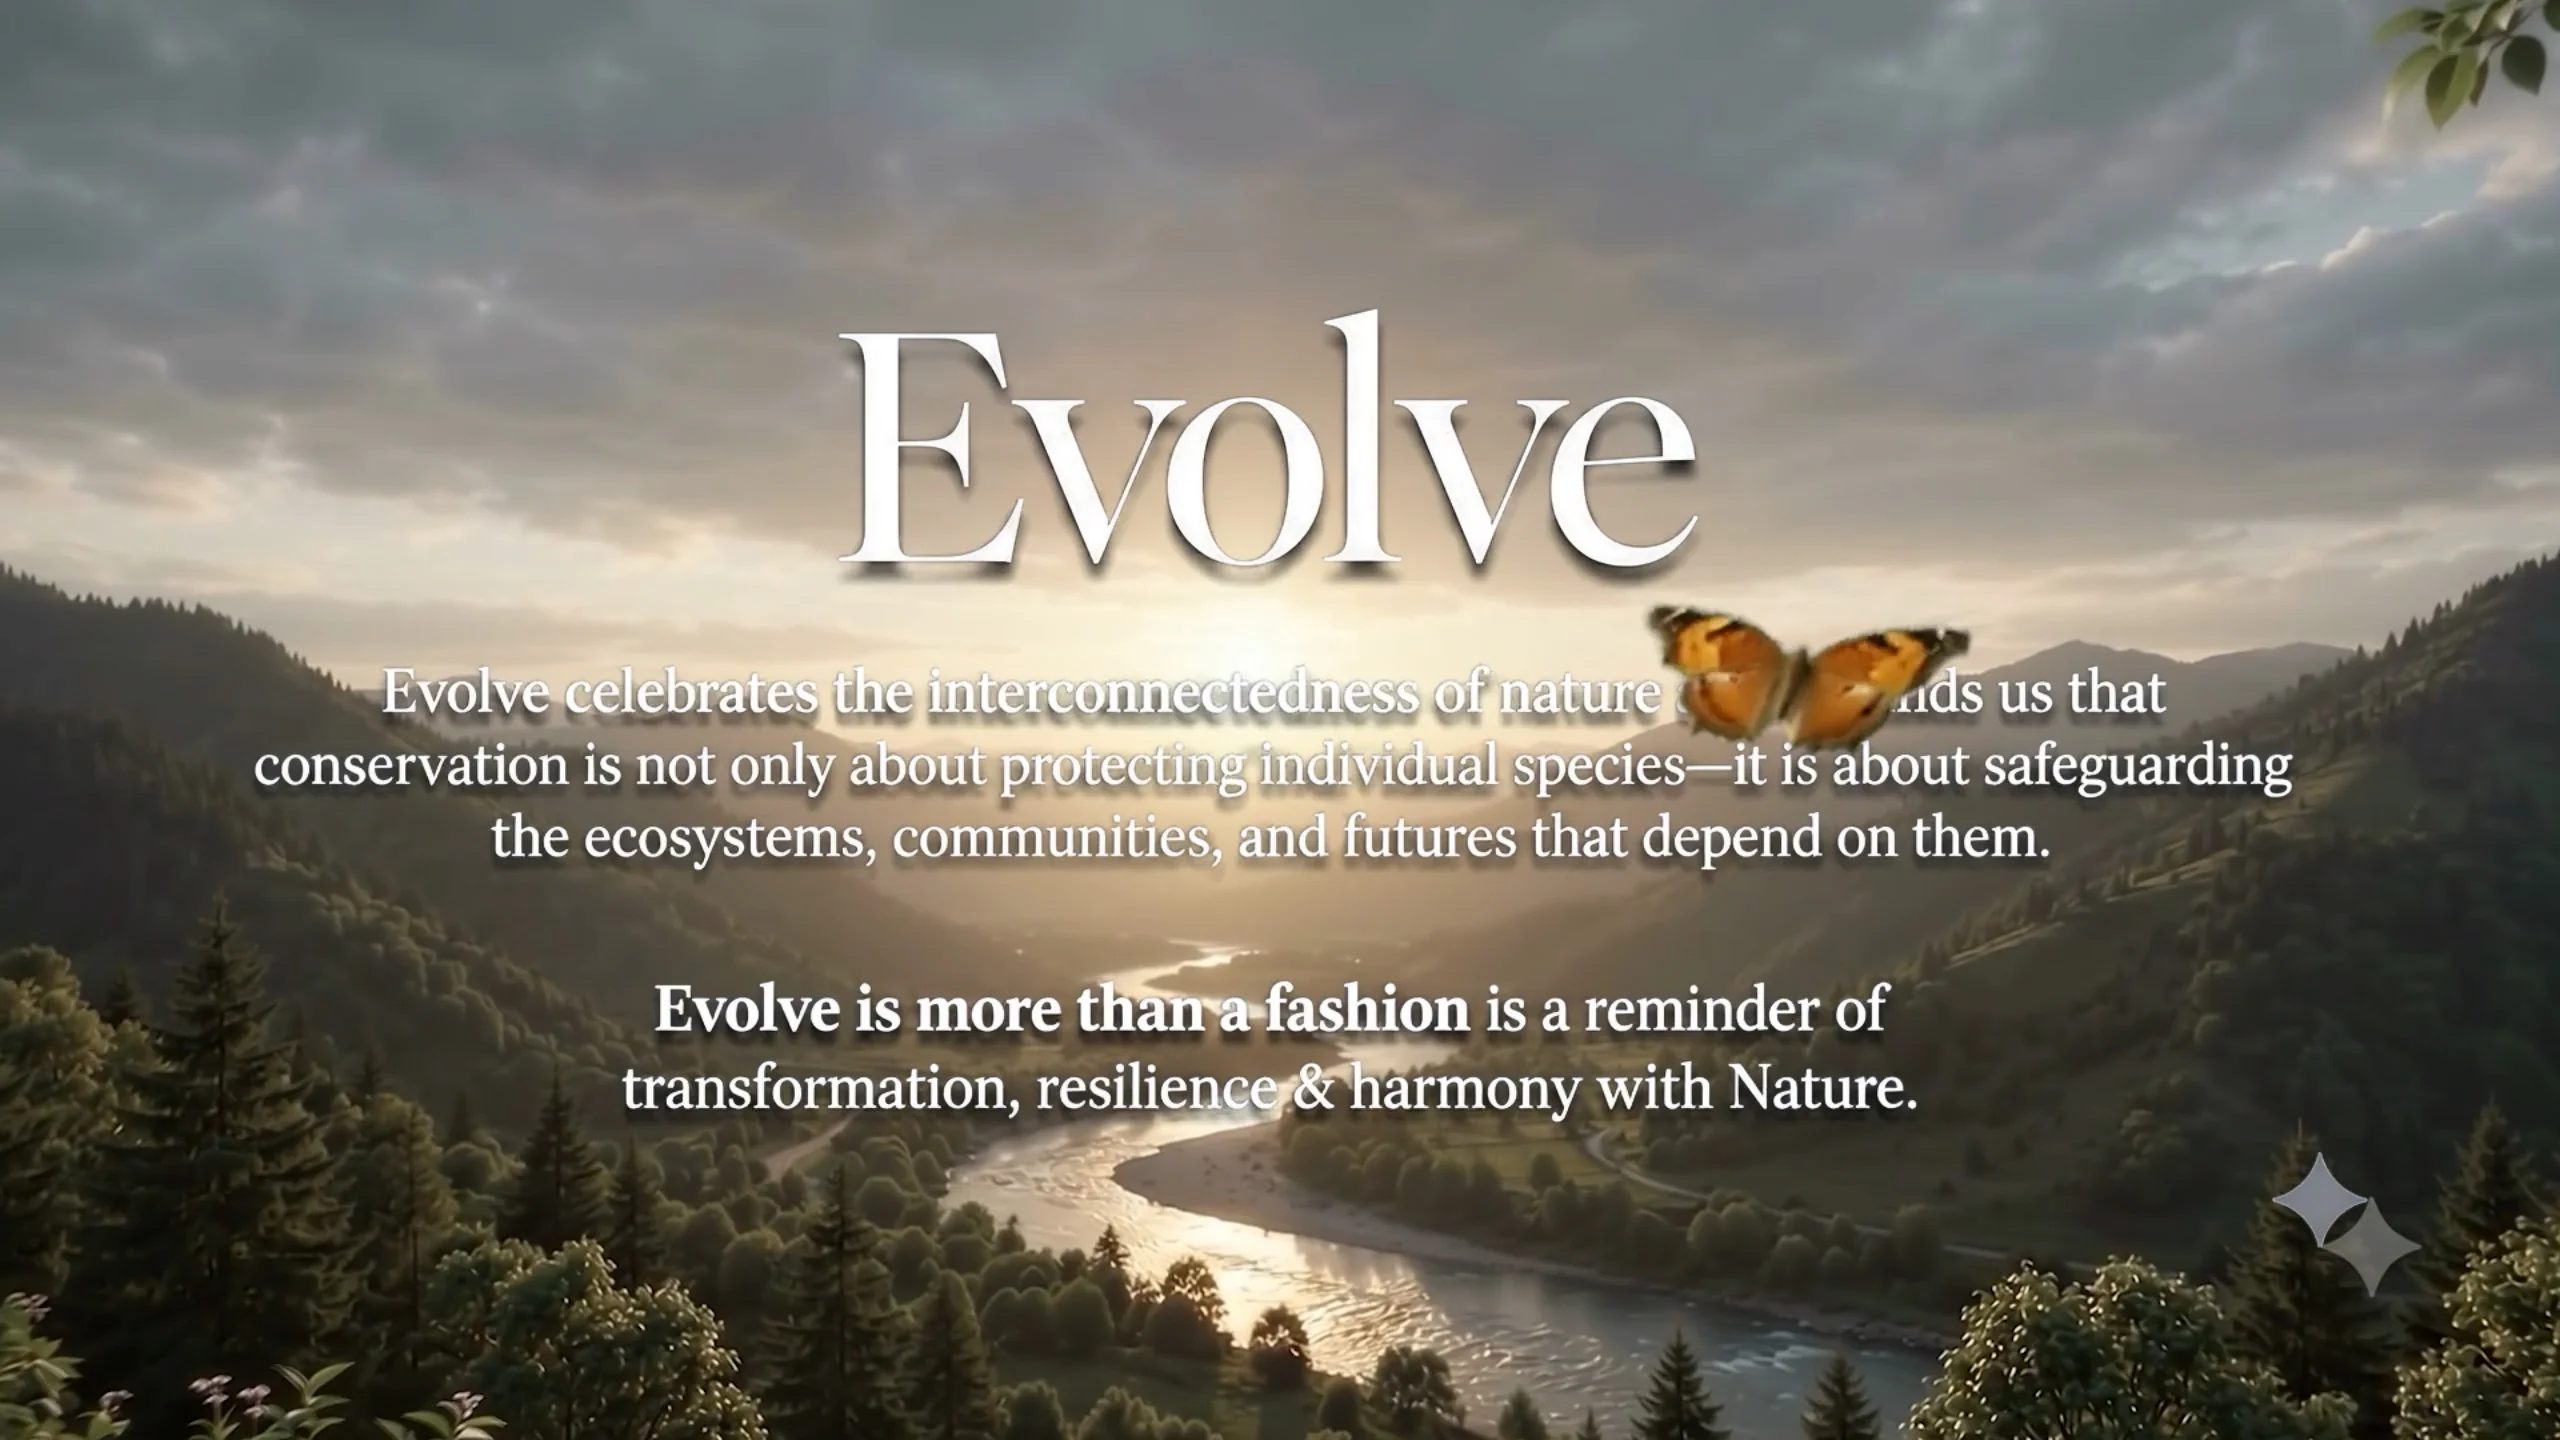 Evolve
Evolve celebrates the interconnectedness of nature us that
conservation is not only about protecting individual species—it is about safeguarding
the ecosystems, communities, and futures that depend on them.
Evolve is more than a fashion is a reminder of
transformation, resilience & harmony with Nature.